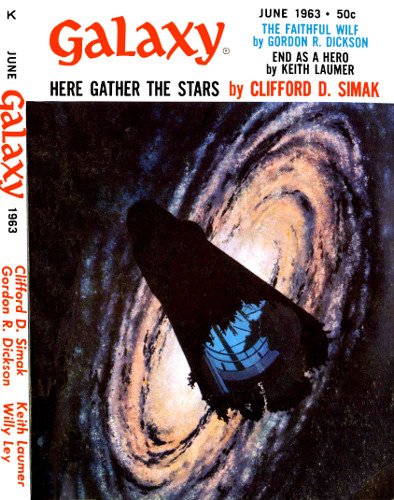 K
JUNE
Galaxy
1963
Clifford D. Simak
Gordon R. Dickson
Keith Laumer
Willy Ley
Galaxy®
JUNE 1963 • 50c
THE FAITHFUL WILF
by GORDON R. DICKSON
END AS A HERO
by KEITH LAUMER
HERE GATHER THE STARS by CLIFFORD D. SIMAK